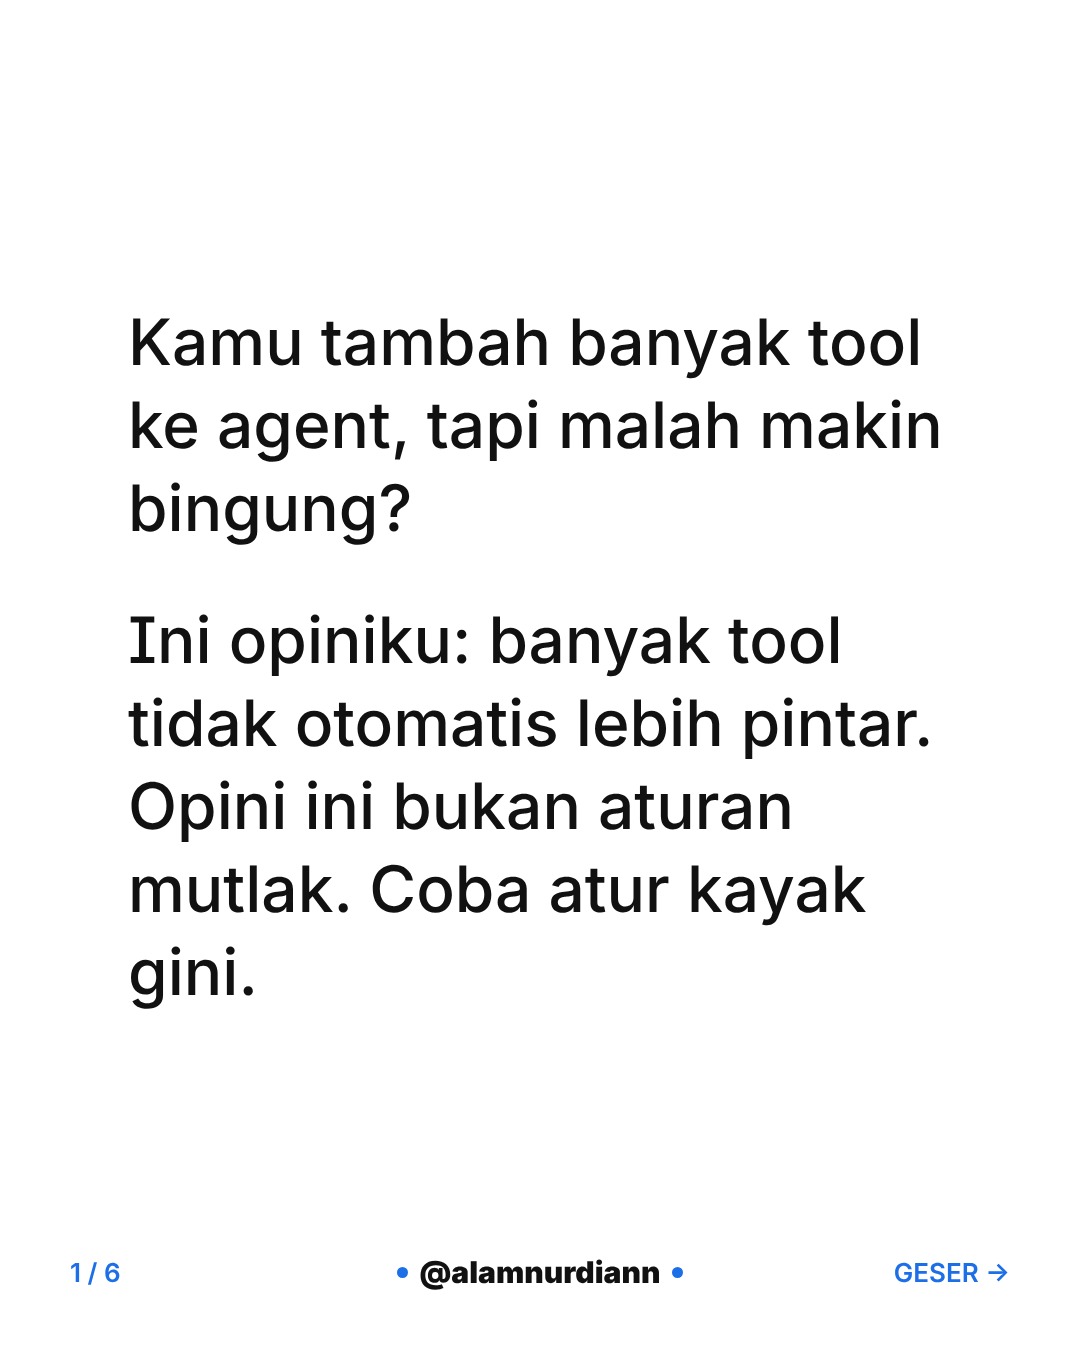 Kamu tambah banyak tool
ke agent, tapi malah makin
bingung?
Ini opiniku: banyak tool
tidak otomatis lebih pintar.
Opini ini bukan aturan
mutlak. Coba atur kayak
gini.
1 / 6
• @alamnurdiann •
GESER →